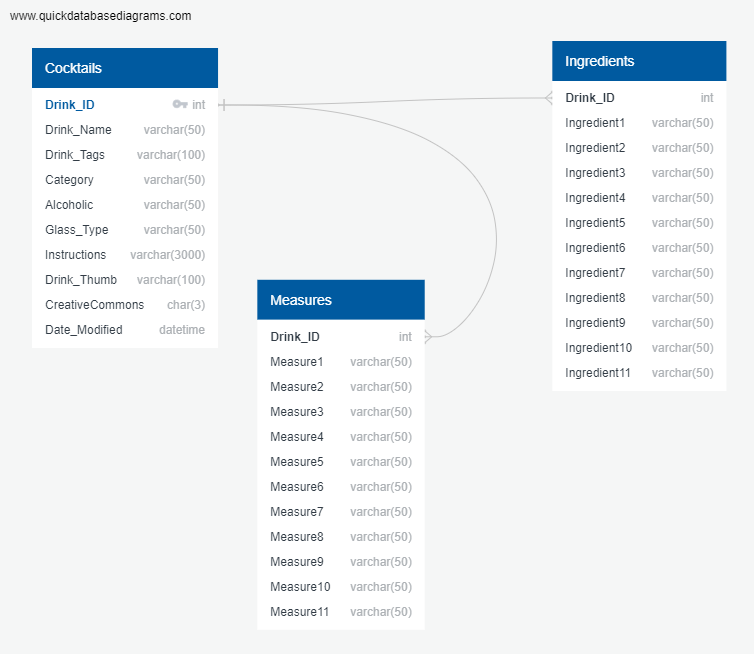 www.quickdatabasediagrams.com
Cocktails
Drink_ID int
Drink_Name varchar(50)
Drink_Tags varchar(100)
Category varchar(50)
Alcoholic varchar(50)
Glass_Type varchar(50)
Instructions varchar(3000)
Drink_Thumb varchar(100)
CreativeCommons char(3)
Date_Modified datetime
Ingredients
Drink_ID int
Ingredient1 varchar(50)
Ingredient2 varchar(50)
Ingredient3 varchar(50)
Ingredient4 varchar(50)
Ingredient5 varchar(50)
Ingredient6 varchar(50)
Ingredient7 varchar(50)
Ingredient8 varchar(50)
Ingredient9 varchar(50)
Ingredient10 varchar(50)
Ingredient11 varchar(50)
Measures
Drink_ID int
Measure1 varchar(50)
Measure2 varchar(50)
Measure3 varchar(50)
Measure4 varchar(50)
Measure5 varchar(50)
Measure6 varchar(50)
Measure7 varchar(50)
Measure8 varchar(50)
Measure9 varchar(50)
Measure10 varchar(50)
Measure11 varchar(50)